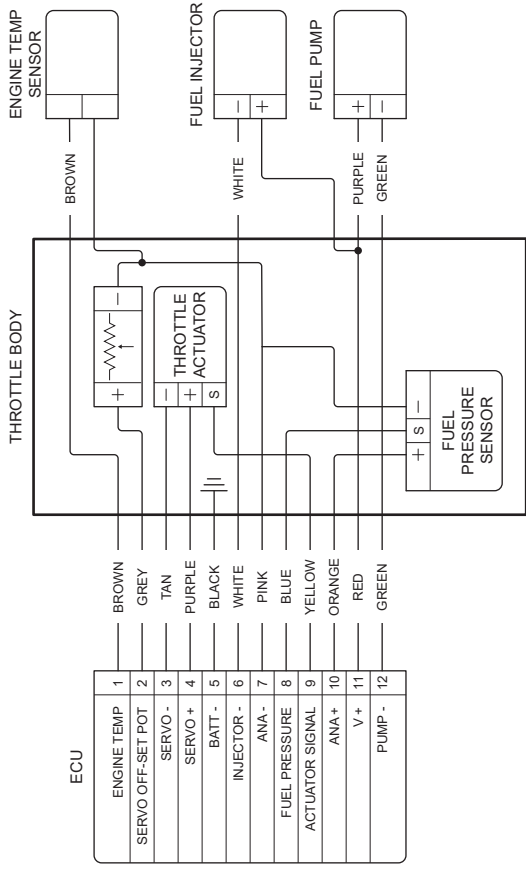 ENGINE TEMP
SENSOR
FUEL INJECTOR
− +
FUEL PUMP
+ −
BROWN
WHITE
PURPLE
GREEN
THROTTLE BODY
+ −
− + S
THROTTLE
ACTUATOR
+ S −
FUEL
PRESSURE
SENSOR
BROWN
GREY
TAN
PURPLE
BLACK
WHITE
PINK
BLUE
YELLOW
ORANGE
RED
GREEN
ECU
ENGINE TEMP 1
SERVO OFF-SET POT 2
SERVO - 3
SERVO + 4
BATT - 5
INJECTOR - 6
ANA- 7
FUEL PRESSURE 8
ACTUATOR SIGNAL 9
ANA + 10
V + 11
PUMP - 12